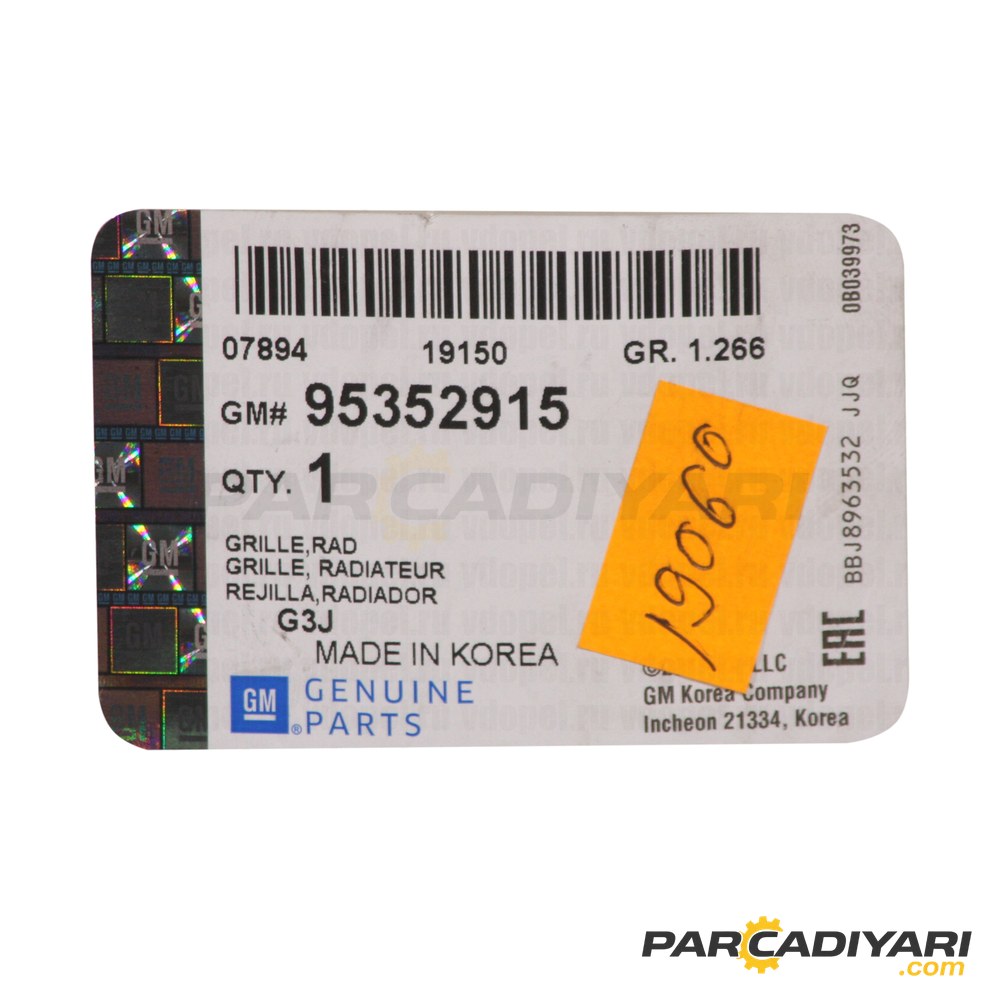 07894 19150 GR. 1.266
GM# 95352915
QTY. 1
GRILLE,RAD
GRILLE, RADIATEUR
REJILLA,RADIADOR
G3J
MADE IN KOREA
GM
GENUINE
PARTS
LLC
GM Korea Company
Incheon 21334, Korea
19060
BBJ8963532 JJQ 0B039973
EAC
PARCADIYARI
PARCADIYARI
.com